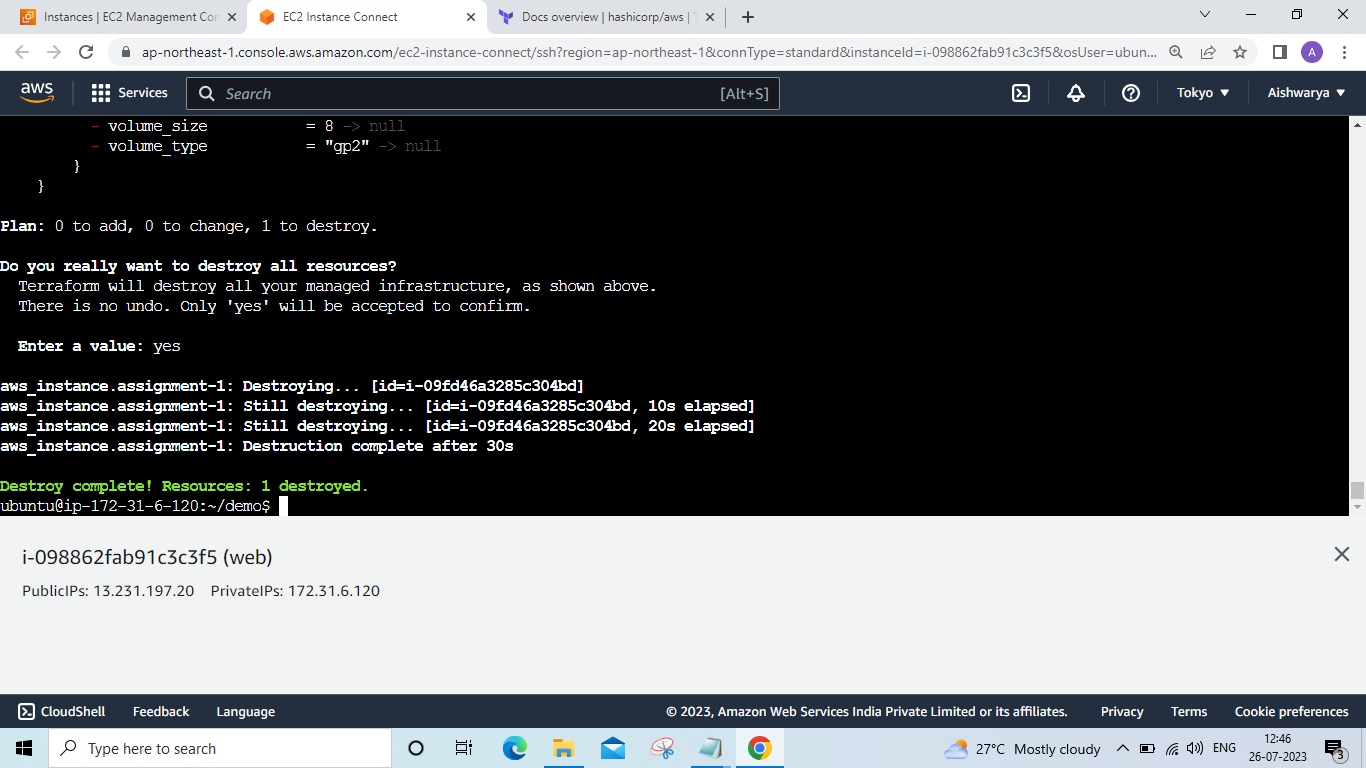 Instances | EC2 Management Con
EC2 Instance Connect
Docs overview | hashicorp/aws | T
ap-northeast-1.console.aws.amazon.com/ec2-instance-connect/ssh?region=ap-northeast-1&connType=standard&instanceId=i-098862fab91c3c3f5&osUser=ubun...
A
aws
Services
Search
[Alt+S]
Tokyo
Aishwarya
- volume_size = 8 -> null
- volume_type = "gp2" -> null
}
}
Plan: 0 to add, 0 to change, 1 to destroy.
Do you really want to destroy all resources?
Terraform will destroy all your managed infrastructure, as shown above.
There is no undo. Only 'yes' will be accepted to confirm.
Enter a value: yes
aws_instance.assignment-1: Destroying... [id=i-09fd46a3285c304bd]
aws_instance.assignment-1: Still destroying... [id=i-09fd46a3285c304bd, 10s elapsed]
aws_instance.assignment-1: Still destroying... [id=i-09fd46a3285c304bd, 20s elapsed]
aws_instance.assignment-1: Destruction complete after 30s
Destroy complete! Resources: 1 destroyed.
ubuntu@ip-172-31-6-120:~/demo$
i-098862fab91c3c3f5 (web)
PublicIPs: 13.231.197.20 PrivateIPs: 172.31.6.120
CloudShell Feedback Language © 2023, Amazon Web Services India Private Limited or its affiliates. Privacy Terms Cookie preferences
Type here to search
27°C Mostly cloudy
ENG
12:46
26-07-2023
3